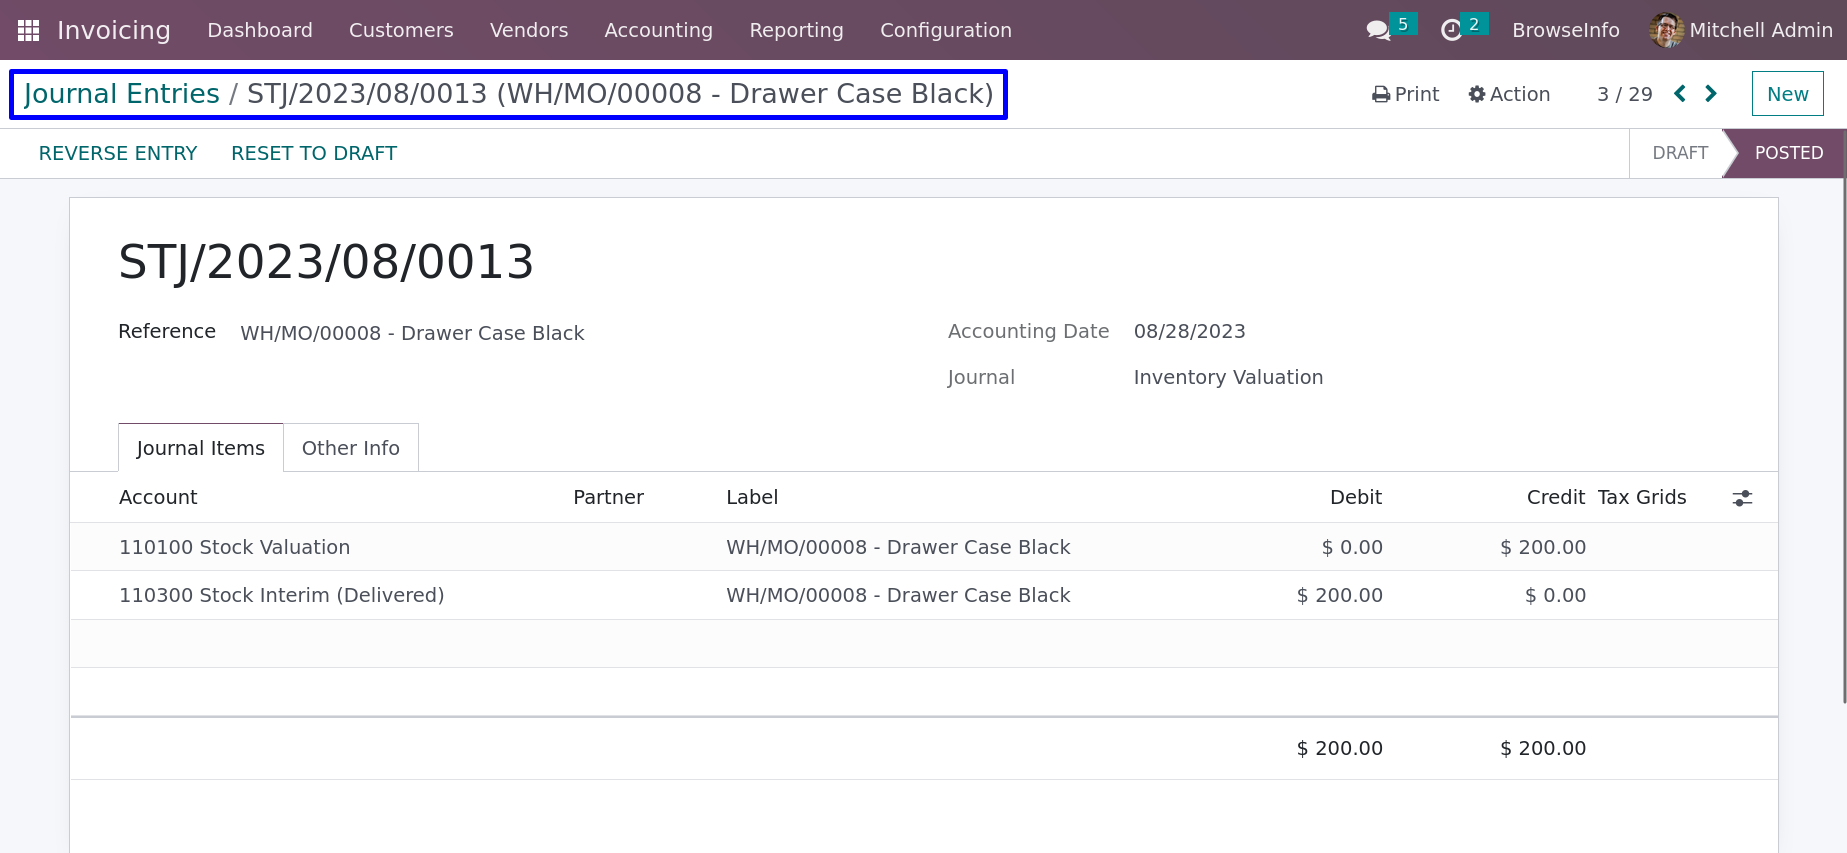 Invoicing Dashboard Customers Vendors Accounting Reporting Configuration 5 2 BrowseInfo Mitchell Admin
Journal Entries / STJ/2023/08/0013 (WH/MO/00008 - Drawer Case Black) Print Action 3 / 29 New
REVERSE ENTRY RESET TO DRAFT DRAFT POSTED
STJ/2023/08/0013
Reference WH/MO/00008 - Drawer Case Black Accounting Date 08/28/2023
Journal Inventory Valuation
Journal Items Other Info
Account Partner Label Debit Credit Tax Grids
110100 Stock Valuation WH/MO/00008 - Drawer Case Black $ 0.00 $ 200.00
110300 Stock Interim (Delivered) WH/MO/00008 - Drawer Case Black $ 200.00 $ 0.00
$ 200.00 $ 200.00